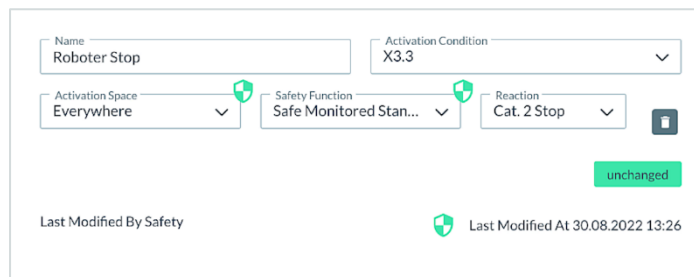 Name
Roboter Stop
Activation Condition
X3.3
Activation Space
Everywhere
Safety Function
Safe Monitored Stan...
Reaction
Cat. 2 Stop
unchanged
Last Modified By Safety
Last Modified At 30.08.2022 13:26